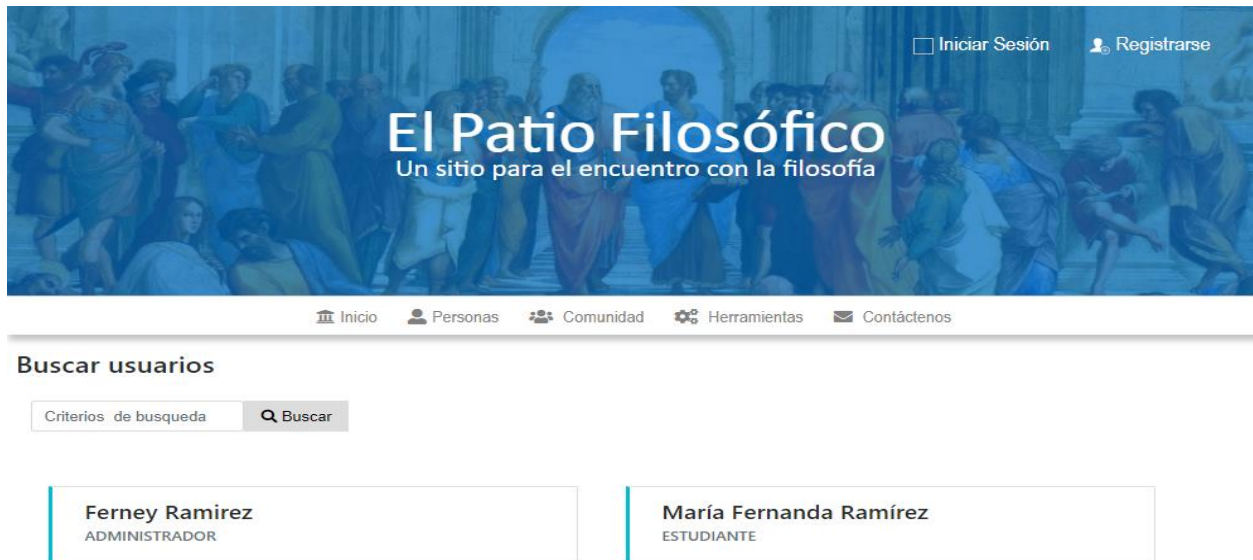 Iniciar Sesión Registrarse
El Patio Filosófico
Un sitio para el encuentro con la filosofía
Inicio Personas Comunidad Herramientas Contáctenos
Buscar usuarios
Criterios de busqueda Buscar
Ferney Ramirez María Fernanda Ramírez
ADMINISTRADOR ESTUDIANTE